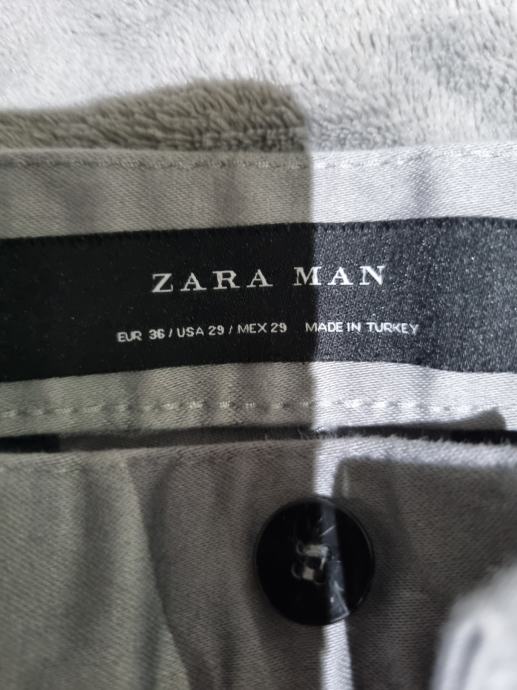 ZARA MAN
EUR 36 / USA 29 / MEX 29 MADE IN TURKEY